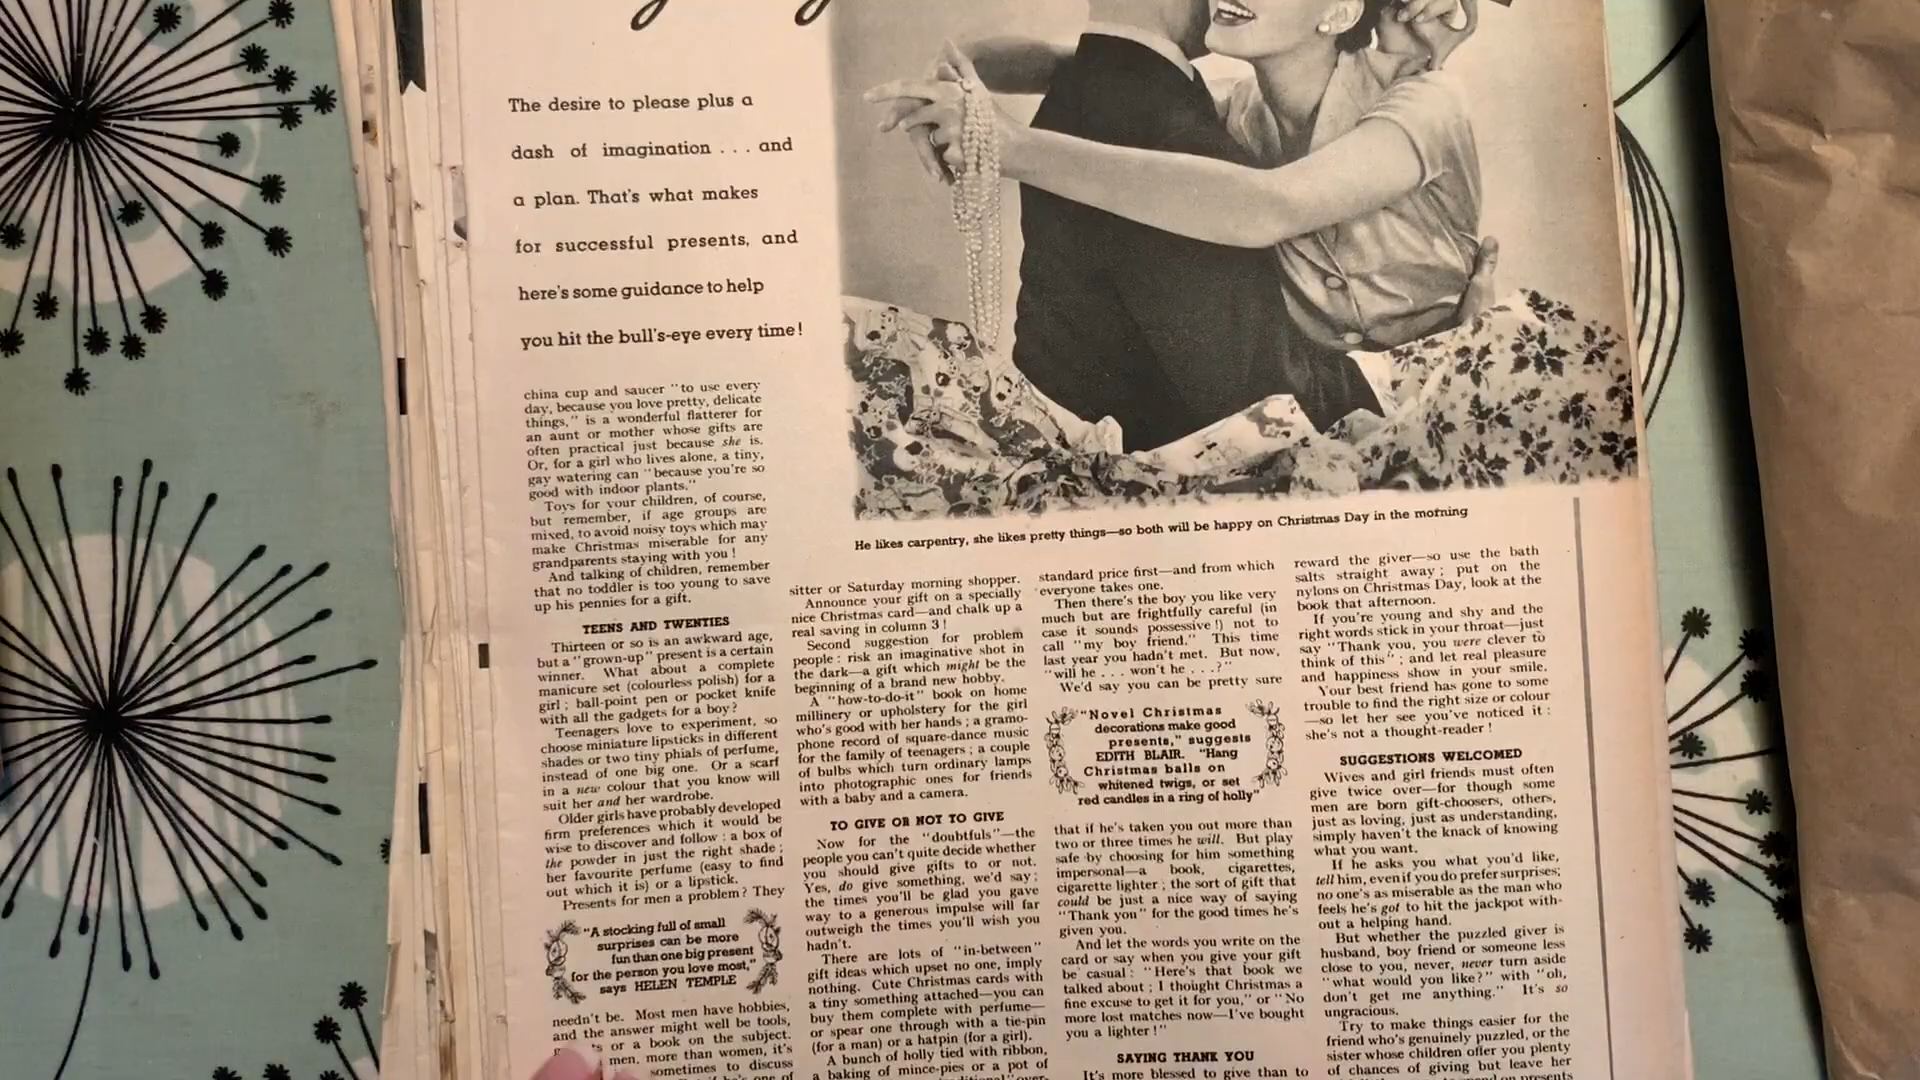 The desire to please plus a
dash of imagination . . . and
a plan. That's what makes
for successful presents, and
here's some guidance to help
you hit the bull's-eye every time!
china cup and saucer "to use every
day, because you love pretty, delicate
things," is a wonderful flatterer for
an aunt or mother whose gifts are
often practical just because she is.
Or, for a girl who lives alone, a tiny,
gay watering can "because you're so
good with indoor plants."
Toys for your children, of course,
but remember, if age groups are
mixed, to avoid noisy toys which may
make Christmas miserable for any
grandparents staying with you !
And talking of children, remember
that no toddler is too young to save
up his pennies for a gift.
TEENS AND TWENTIES
Thirteen or so is an awkward age,
but a "grown-up" present is a certain
winner. What about a complete
manicure set (colourless polish) for a
girl ; ball-point pen or pocket knife
with all the gadgets for a boy?
Teenagers love to experiment, so
choose miniature lipsticks in different
shades or two tiny phials of perfume,
instead of one big one. Or a scarf
in a new colour that you know will
suit her and her wardrobe.
Older girls have probably developed
firm preferences which it would be
wise to discover and follow : a box of
the powder in just the right shade ;
her favourite perfume (easy to find
out which it is) or a lipstick.
Presents for men a problem ? They
"A stocking full of small
surprises can be more
fun than one big present
for the person you love most,"
says HELEN TEMPLE
needn't be. Most men have hobbies,
and the answer might well be tools,
or a book on the subject.
men, more than women, it's
sometimes to discuss
one of
He likes carpentry, she likes pretty things—so both will be happy on Christmas Day in the morning
sitter or Saturday morning shopper.
Announce your gift on a specially
nice Christmas card—and chalk up a
real saving in column 3 !
Second suggestion for problem
people : risk an imaginative shot in
the dark—a gift which might be the
beginning of a brand new hobby.
A "how-to-do-it" book on home
millinery or upholstery for the girl
who's good with her hands ; a gramo-
phone record of square-dance music
for the family of teenagers ; a couple
of bulbs which turn ordinary lamps
into photographic ones for friends
with a baby and a camera.
TO GIVE OR NOT TO GIVE
Now for the "doubtfuls"—the
people you can't quite decide whether
you should give gifts to or not.
Yes, do give something, we'd say ;
the times you'll be glad you gave
way to a generous impulse will far
outweigh the times you'll wish you
hadn't.
There are lots of "in-between"
gift ideas which upset no one, imply
nothing. Cute Christmas cards with
a tiny something attached—you can
buy them complete with perfume—
or spear one through with a tie-pin
(for a man) or a hatpin (for a girl).
A bunch of holly tied with ribbon,
a baking of mince-pies or a pot of
standard price first—and from which
everyone takes one.
Then there's the boy you like very
much but are frightfully careful (in
case it sounds possessive !) not to
call "my boy friend." This time
last year you hadn't met. But now,
"will he . . . won't he . . . ?"
We'd say you can be pretty sure
"Novel Christmas
decorations make good
presents," suggests
EDITH BLAIR. "Hang
Christmas balls on
whitened twigs, or set
red candles in a ring of holly"
that if he's taken you out more than
two or three times he will. But play
safe by choosing for him something
impersonal—a book, cigarettes,
cigarette lighter ; the sort of gift that
could be just a nice way of saying
"Thank you" for the good times he's
given you.
And let the words you write on the
card or say when you give your gift
be casual : "Here's that book we
talked about ; I thought Christmas a
fine excuse to get it for you," or "No
more lost matches now—I've bought
you a lighter !"
SAYING THANK YOU
It's more blessed to give than to
reward the giver—so use the bath
salts straight away ; put on the
nylons on Christmas Day, look at the
book that afternoon.
If you're young and shy and the
right words stick in your throat—just
say "Thank you, you were clever to
think of this" ; and let real pleasure
and happiness show in your smile.
Your best friend has gone to some
trouble to find the right size or colour
—so let her see you've noticed it :
she's not a thought-reader !
SUGGESTIONS WELCOMED
Wives and girl friends must often
give twice over—for though some
men are born gift-choosers, others,
just as loving, just as understanding,
simply haven't the knack of knowing
what you want.
If he asks you what you'd like,
tell him, even if you do prefer surprises;
no one's as miserable as the man who
feels he's got to hit the jackpot with-
out a helping hand.
But whether the puzzled giver is
husband, boy friend or someone less
close to you, never, never turn aside
"what would you like?" with "oh,
don't get me anything." It's so
ungracious.
Try to make things easier for the
friend who's genuinely puzzled, or the
sister whose children offer you plenty
of chances of giving but leave her